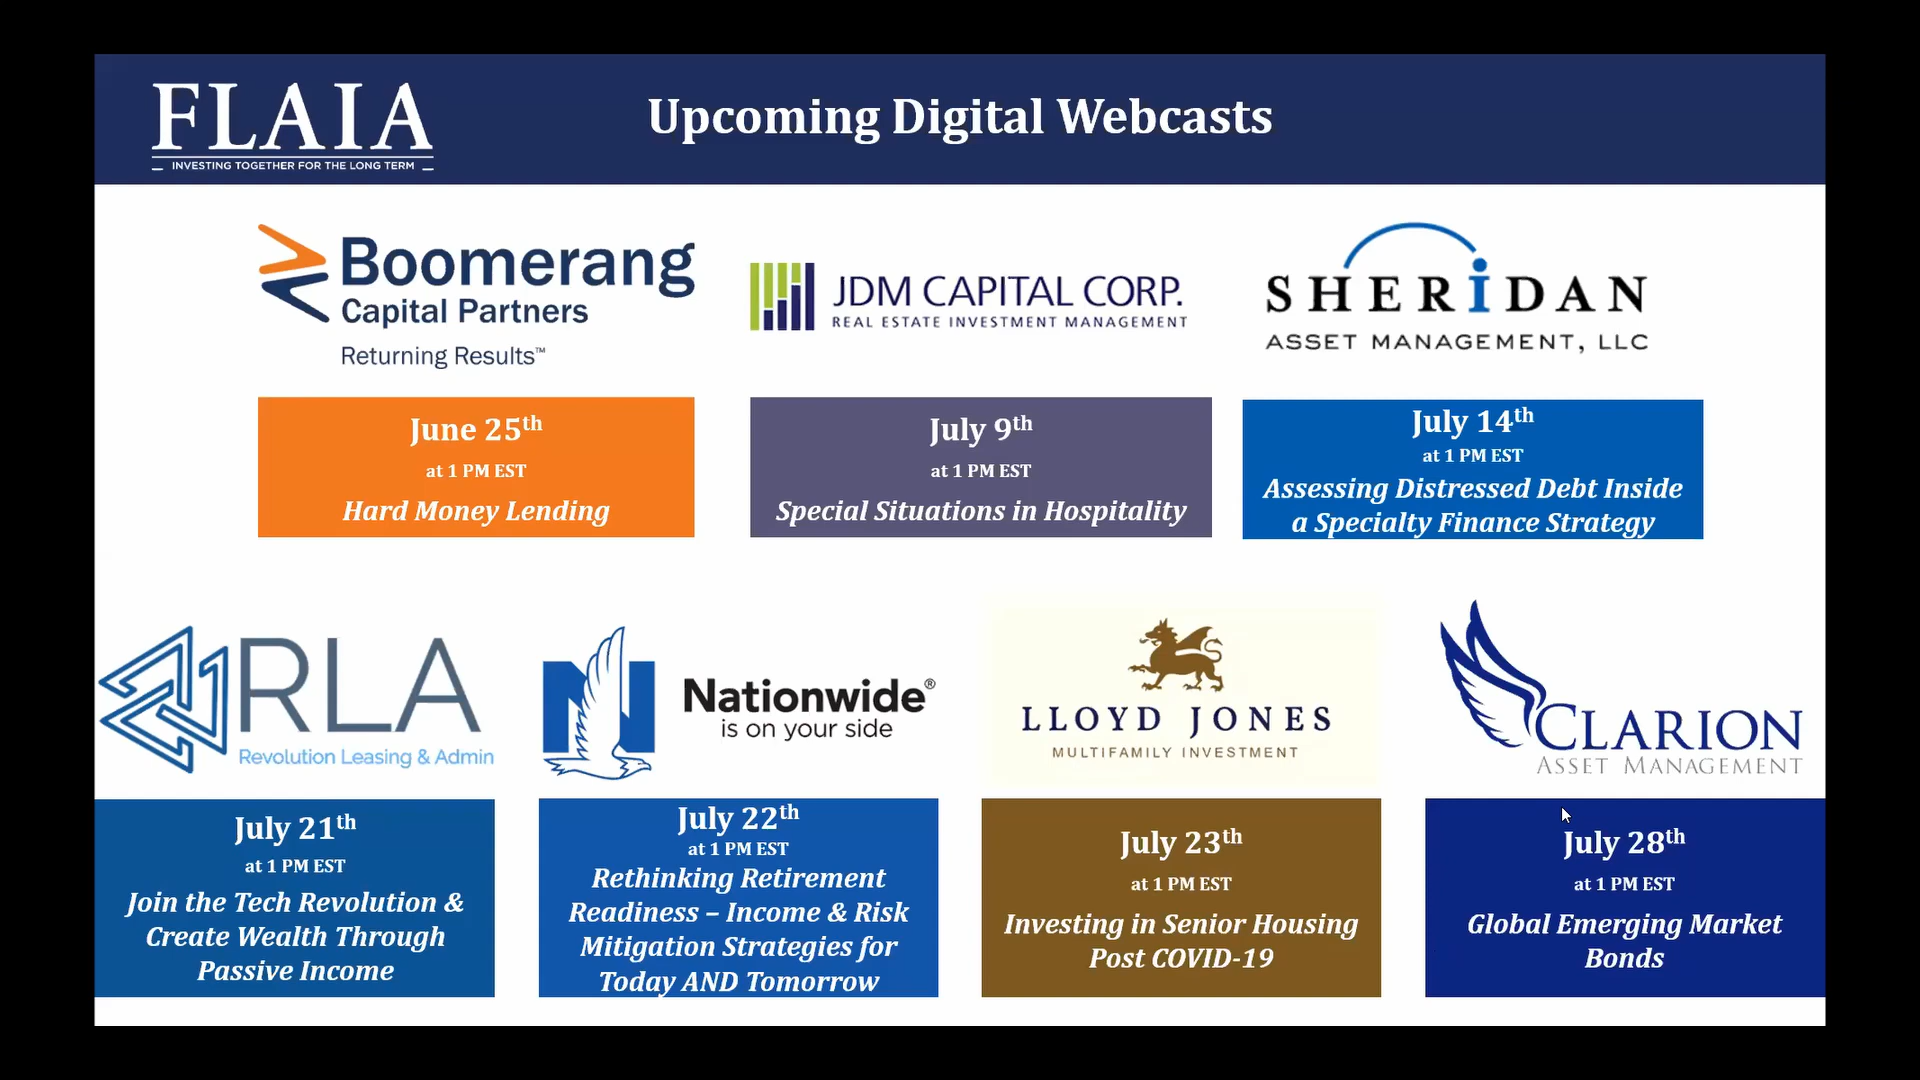 FLAIA
INVESTING TOGETHER FOR THE LONG TERM
Upcoming Digital Webcasts
Boomerang
Capital Partners
Returning Results™
June 25th
at 1 PM EST
Hard Money Lending
JDM CAPITAL CORP.
REAL ESTATE INVESTMENT MANAGEMENT
July 9th
at 1 PM EST
Special Situations in Hospitality
SHERiDAN
ASSET MANAGEMENT, LLC
July 14th
at 1 PM EST
Assessing Distressed Debt Inside
a Specialty Finance Strategy
RLA
Revolution Leasing & Admin
July 21th
at 1 PM EST
Join the Tech Revolution &
Create Wealth Through
Passive Income
N
Nationwide®
is on your side
July 22th
at 1 PM EST
Rethinking Retirement
Readiness – Income & Risk
Mitigation Strategies for
Today AND Tomorrow
LLOYD JONES
MULTIFAMILY INVESTMENT
July 23th
at 1 PM EST
Investing in Senior Housing
Post COVID-19
CLARION
ASSET MANAGEMENT
July 28th
at 1 PM EST
Global Emerging Market
Bonds